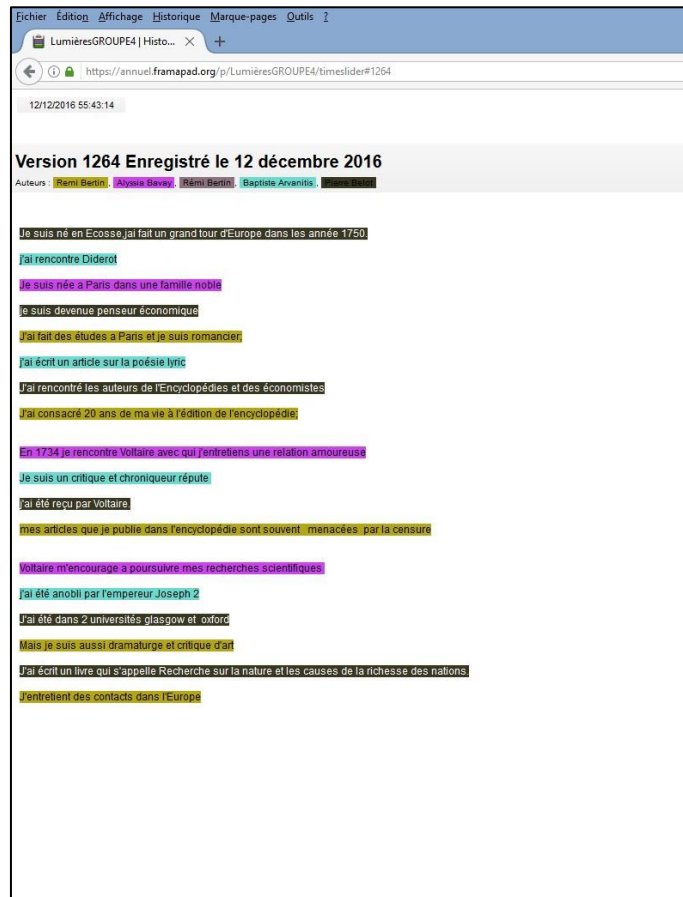 Fichier Édition Affichage Historique Marque-pages Outils ?
LumièresGROUPE4 | Histo... × +
https://annuel.framapad.org/p/LumièresGROUPE4/timeslider#1264
12/12/2016 55:43:14
Version 1264 Enregistré le 12 décembre 2016
Auteurs : Remi Bertin , Alyssia Bavay , Rémi Bertin , Baptiste Arvanitis , Pierre Belot
Je suis né en Ecosse,jai fait un grand tour d'Europe dans les année 1750.
j'ai rencontre Diderot
Je suis née a Paris dans une famille noble
je suis devenue penseur économique
J'ai fait des études a Paris et je suis romancier;
j'ai écrit un article sur la poésie lyric
J'ai rencontré les auteurs de l'Encyclopédies et des économistes
J'ai consacré 20 ans de ma vie à l'édition de l'encyclopédie;
En 1734 je rencontre Voltaire avec qui j'entretiens une relation amoureuse
Je suis un critique et chroniqueur répute
j'ai été reçu par Voltaire.
mes articles que je publie dans l'encyclopédie sont souvent menacées par la censure
Voltaire m'encourage a poursuivre mes recherches scientifiques
j'ai été anobli par l'empereur Joseph 2
J'ai été dans 2 universités glasgow et oxford
Mais je suis aussi dramaturge et critique d'art
J'ai écrit un livre qui s'appelle Recherche sur la nature et les causes de la richesse des nations.
J'entretient des contacts dans l'Europe